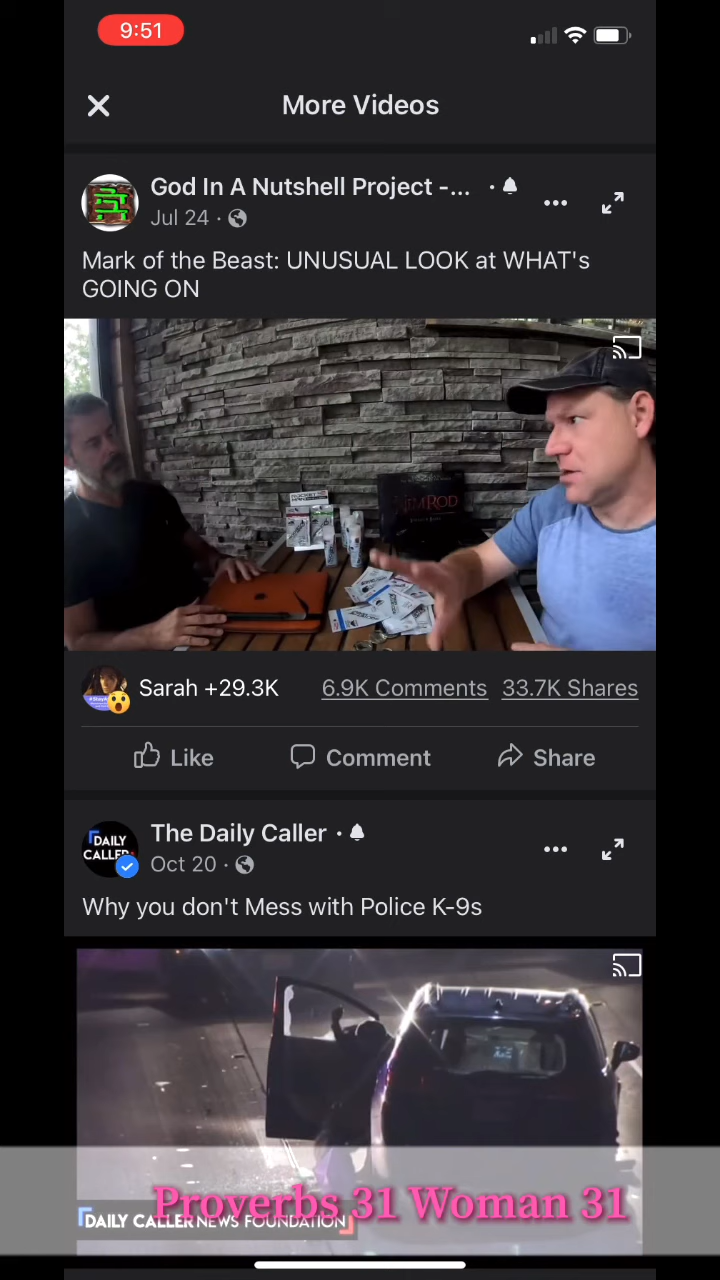 9:51
More Videos
God In A Nutshell Project -...
Jul 24 ·
Mark of the Beast: UNUSUAL LOOK at WHAT's
GOING ON
NIMROD
Sarah +29.3K 6.9K Comments 33.7K Shares
Like Comment Share
DAILY
CALLER
The Daily Caller ·
Oct 20 ·
Why you don't Mess with Police K-9s
Proverbs 31 Woman 31
DAILY CALLER NEWS FOUNDATION